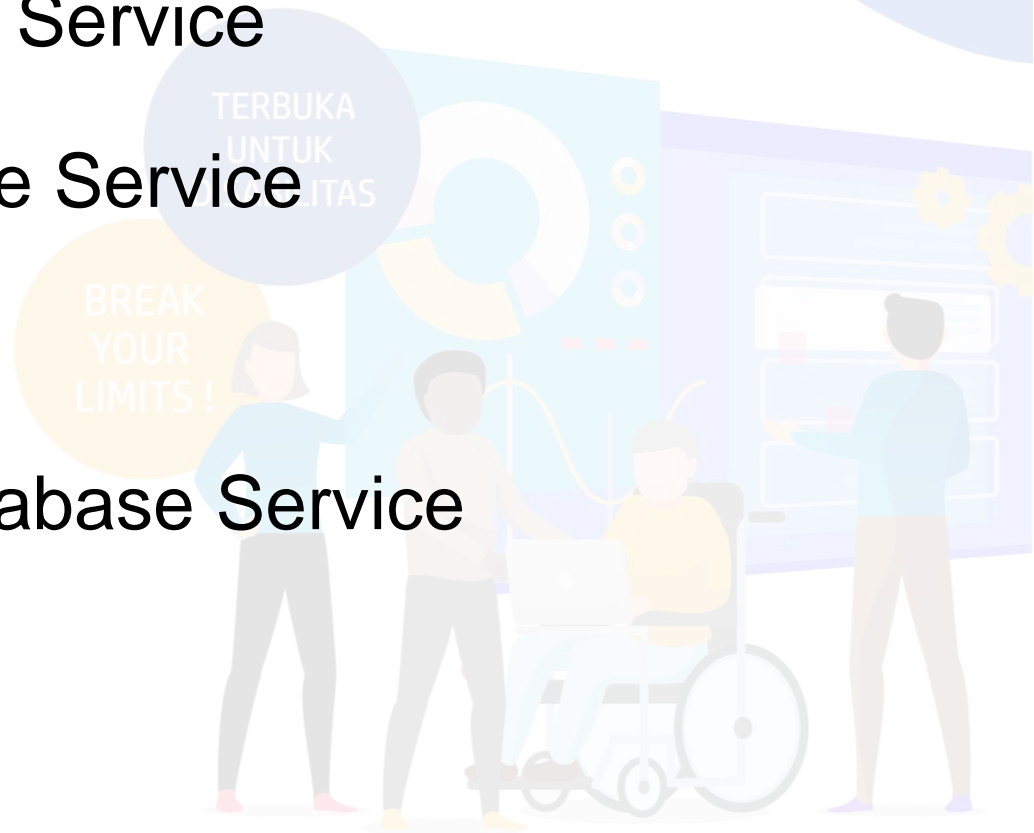 Service
TERBUKA
UNTUK
e Service
BREAK
YOUR
LIMITS !
abase Service